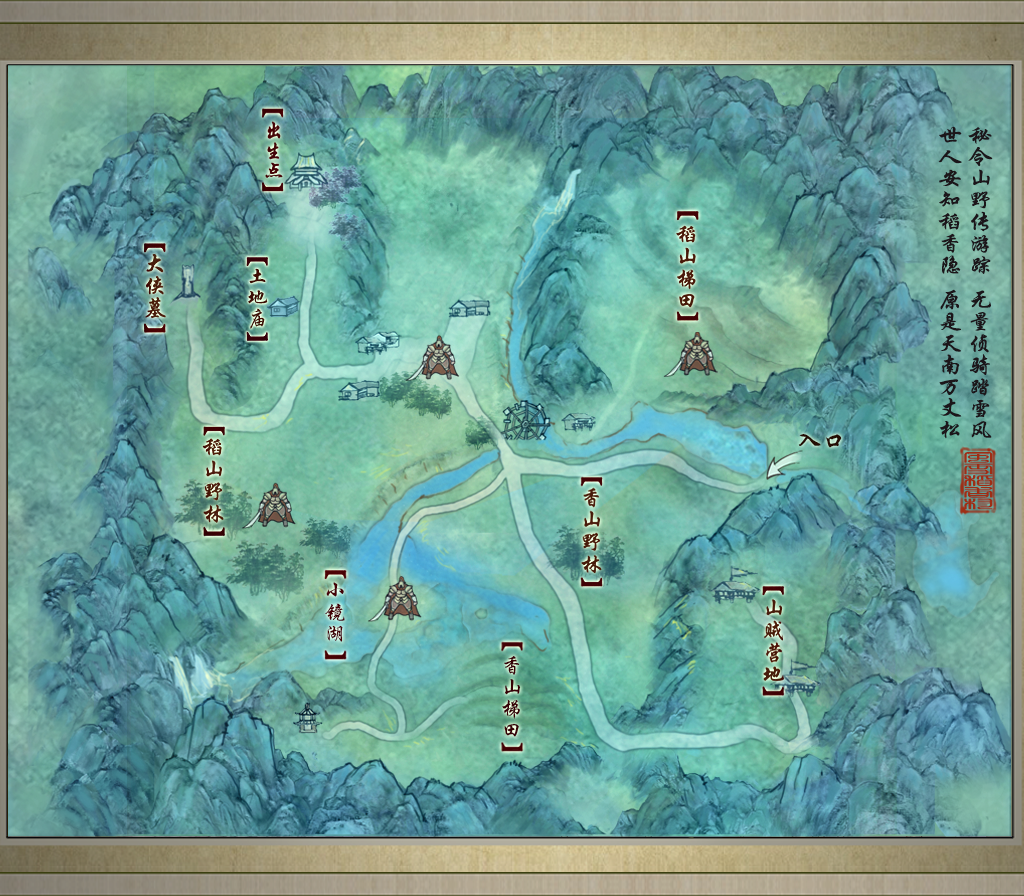 秘令山野传游踪 无量侦骑踏雪风
世人安知稻香隐 原是天南万丈松
【出生点】
【大侠墓】
【土地庙】
【稻山梯田】
入口
【稻山野林】
【香山野林】
【小镜湖】
【山贼营地】
【香山梯田】